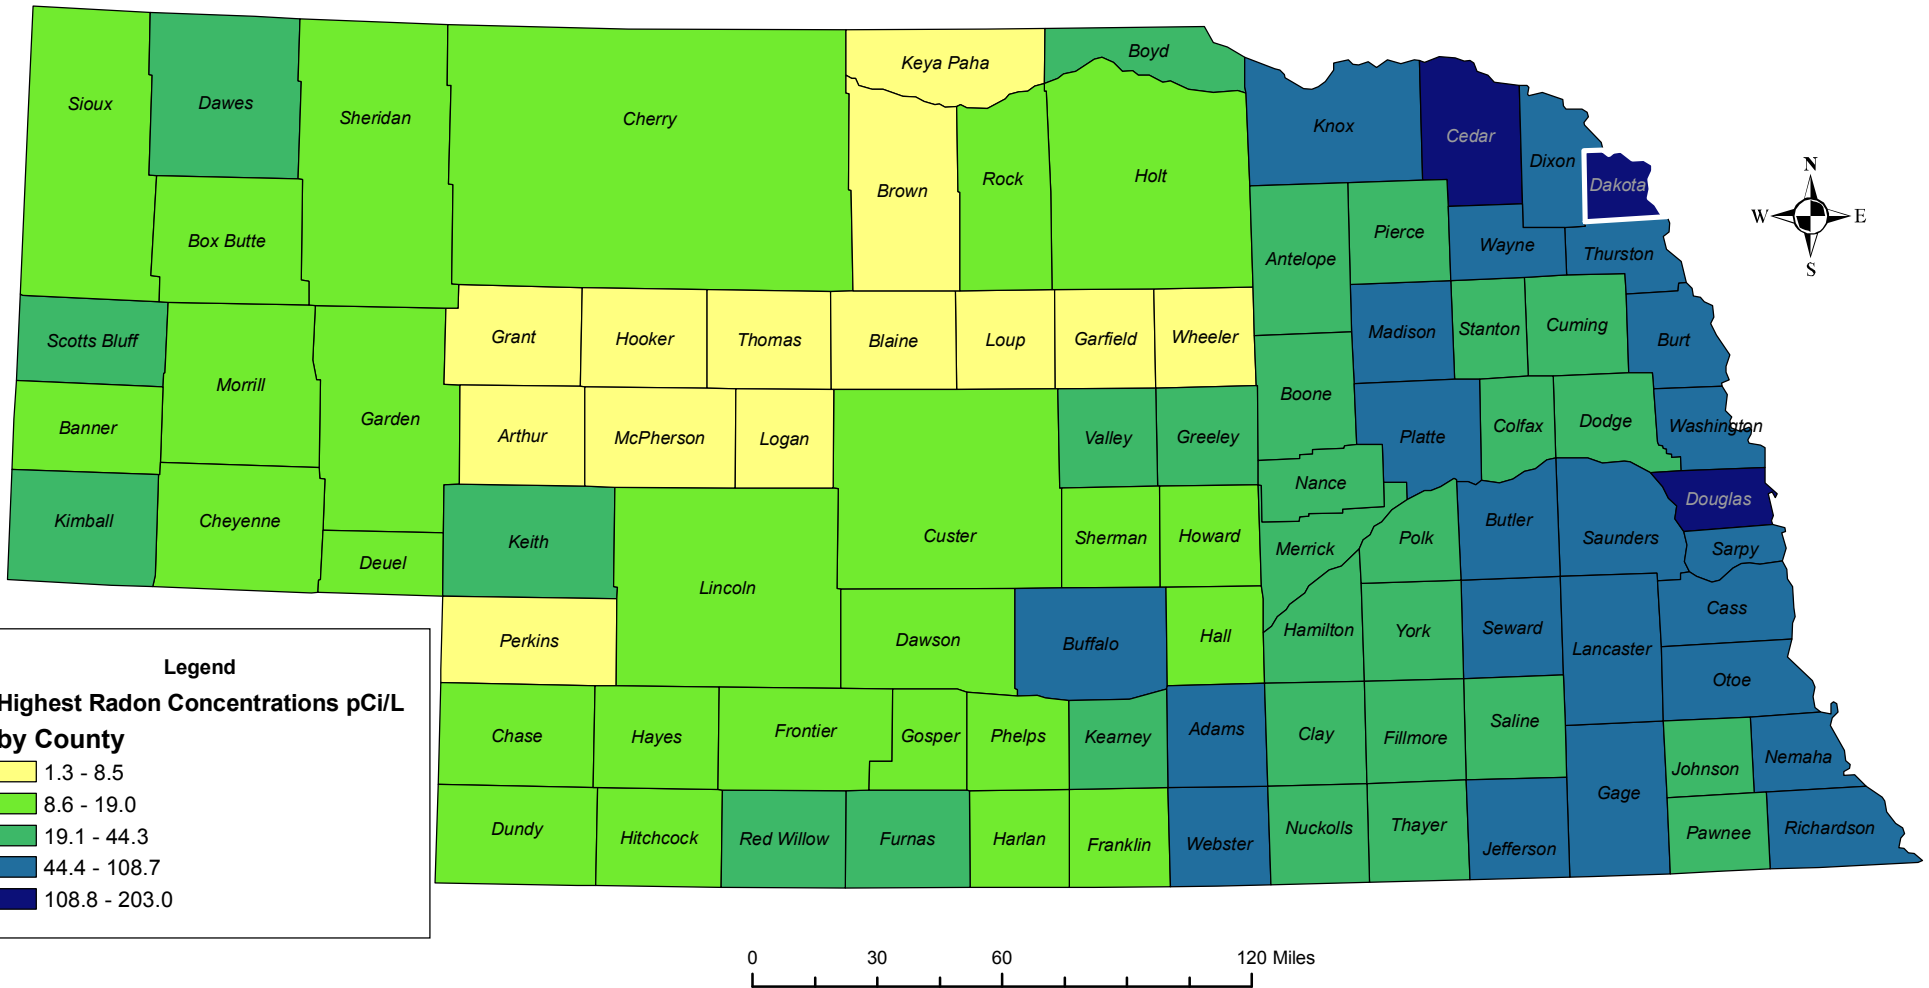 Keya Paha
Boyd
Sioux
Dawes
Sheridan
Cherry
Knox
Cedar
Dixon
Dakota
N
W
E
S
Brown
Rock
Holt
Box Butte
Antelope
Pierce
Wayne
Thurston
Scotts Bluff
Morrill
Garden
Grant
Hooker
Thomas
Blaine
Loup
Garfield
Wheeler
Madison
Stanton
Cuming
Burt
Banner
Arthur
McPherson
Logan
Valley
Greeley
Boone
Platte
Colfax
Dodge
Washington
Kimball
Cheyenne
Deuel
Keith
Lincoln
Custer
Sherman
Howard
Nance
Merrick
Polk
Butler
Saunders
Douglas
Sarpy
Perkins
Dawson
Buffalo
Hall
Hamilton
York
Seward
Lancaster
Cass
Otoe
Chase
Hayes
Frontier
Gosper
Phelps
Kearney
Adams
Clay
Fillmore
Saline
Gage
Johnson
Nemaha
Dundy
Hitchcock
Red Willow
Furnas
Harlan
Franklin
Webster
Nuckolls
Thayer
Jefferson
Pawnee
Richardson
Legend
Highest Radon Concentrations pCi/L
by County
1.3 - 8.5
8.6 - 19.0
19.1 - 44.3
44.4 - 108.7
108.8 - 203.0
0 30 60 120 Miles